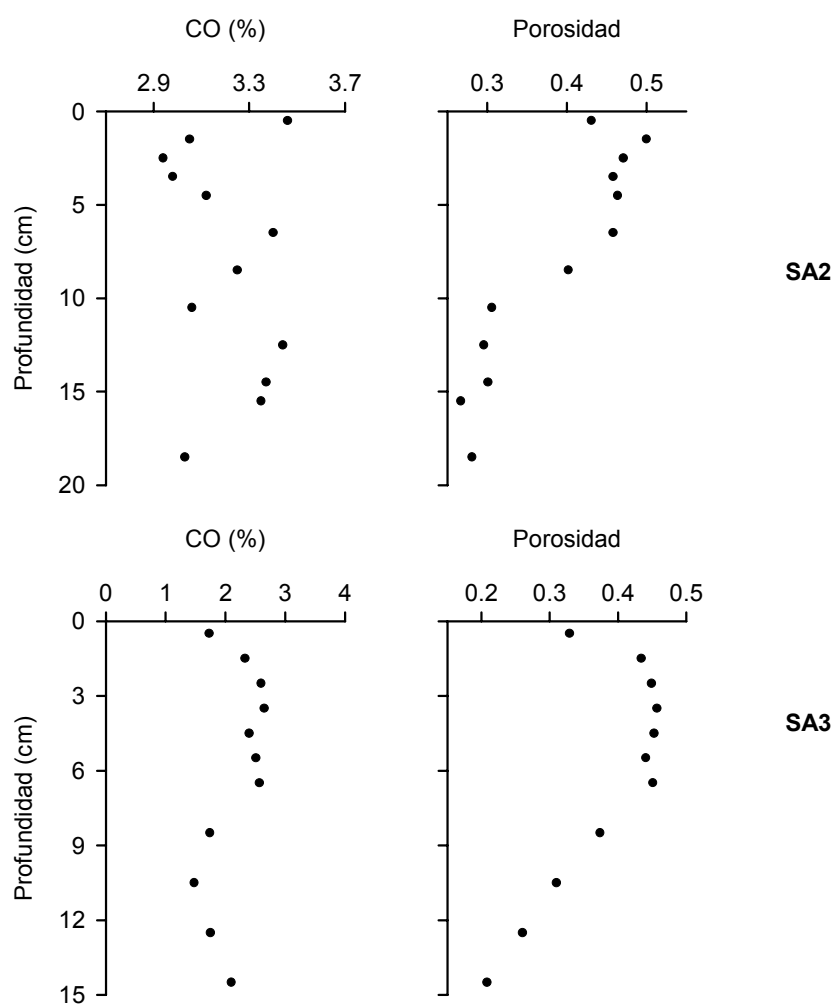 CO (%) Porosidad
2.9 3.3 3.7 0.3 0.4 0.5
0
5
10
15
20
Profundidad (cm)
SA2
CO (%) Porosidad
0 1 2 3 4 0.2 0.3 0.4 0.5
0
3
6
9
12
15
Profundidad (cm)
SA3